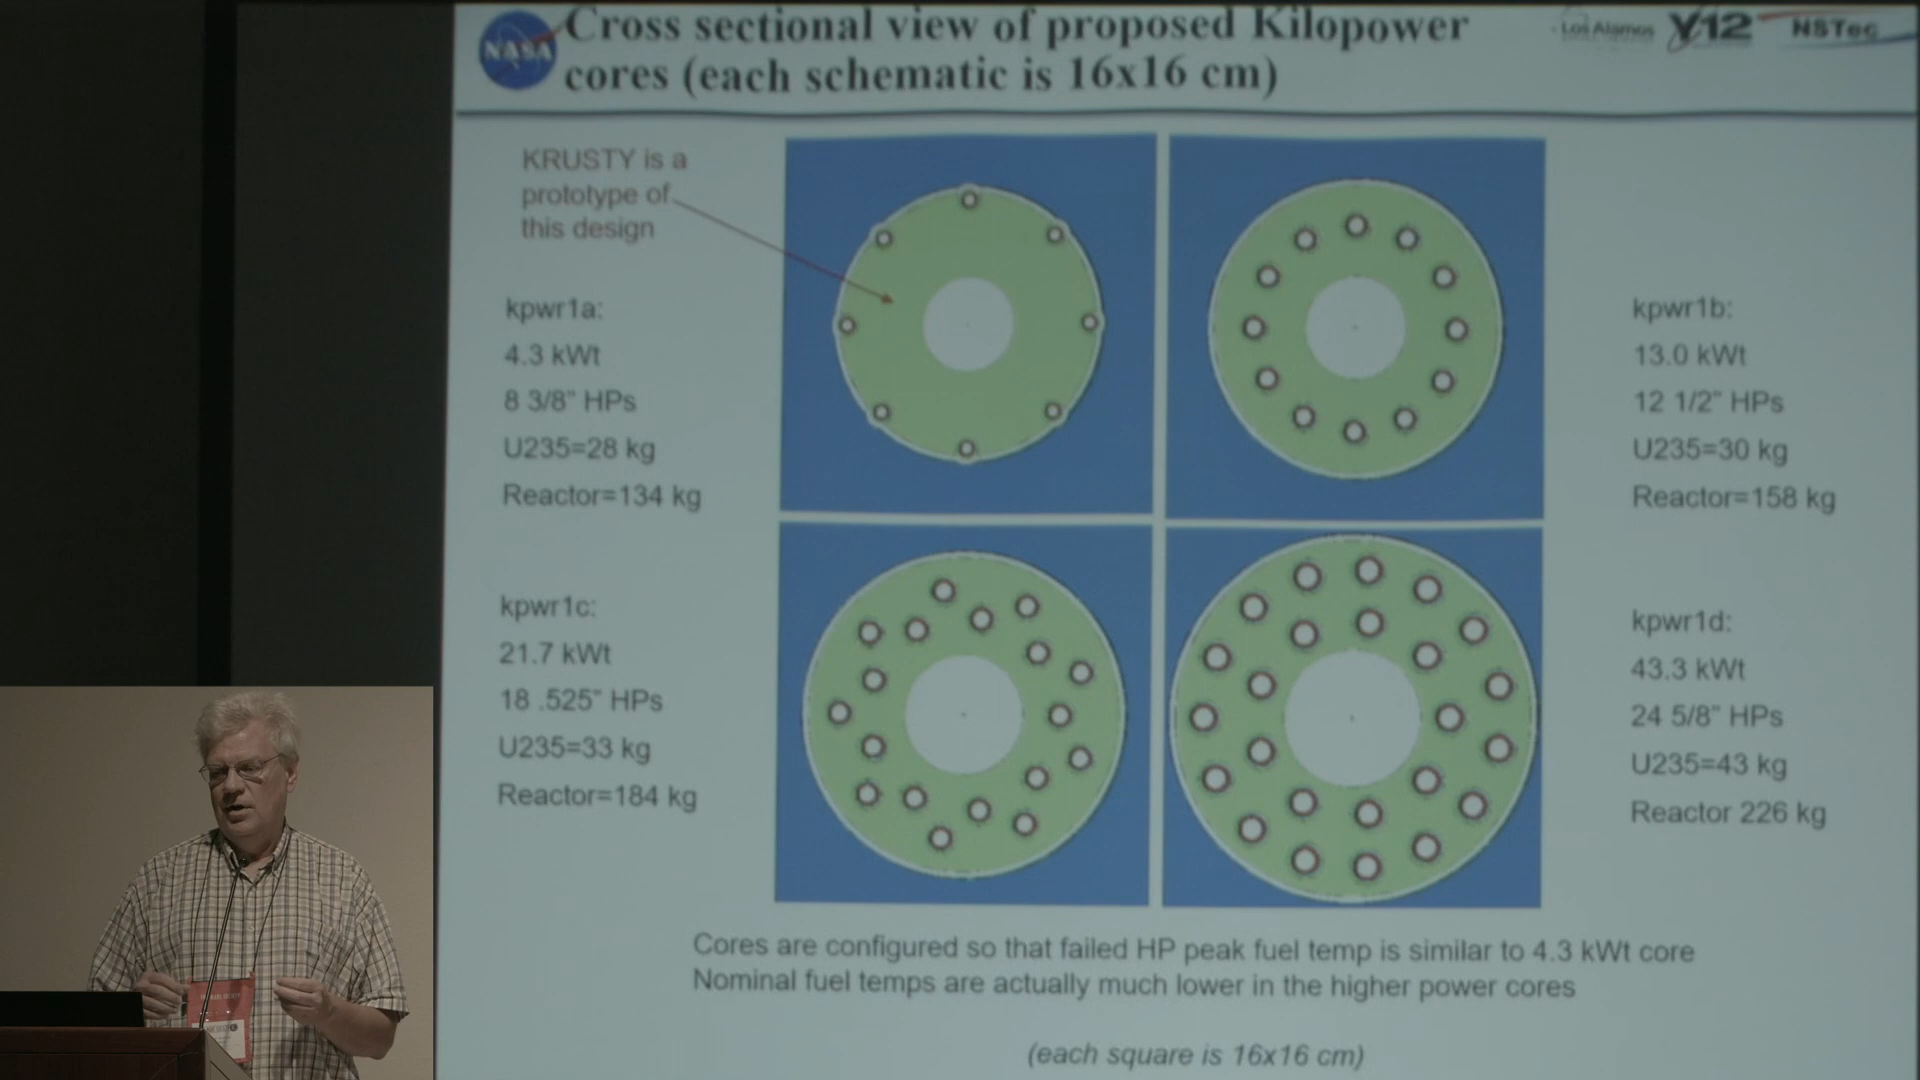 NASA
Cross sectional view of proposed Kilopower
cores (each schematic is 16x16 cm)
Los Alamos
Y12
NSTec
KRUSTY is a
prototype of
this design
kpwr1a:
4.3 kWt
8 3/8" HPs
U235=28 kg
Reactor=134 kg
kpwr1b:
13.0 kWt
12 1/2" HPs
U235=30 kg
Reactor=158 kg
kpwr1c:
21.7 kWt
18 .525" HPs
U235=33 kg
Reactor=184 kg
kpwr1d:
43.3 kWt
24 5/8" HPs
U235=43 kg
Reactor 226 kg
Cores are configured so that failed HP peak fuel temp is similar to 4.3 kWt core
Nominal fuel temps are actually much lower in the higher power cores
(each square is 16x16 cm)